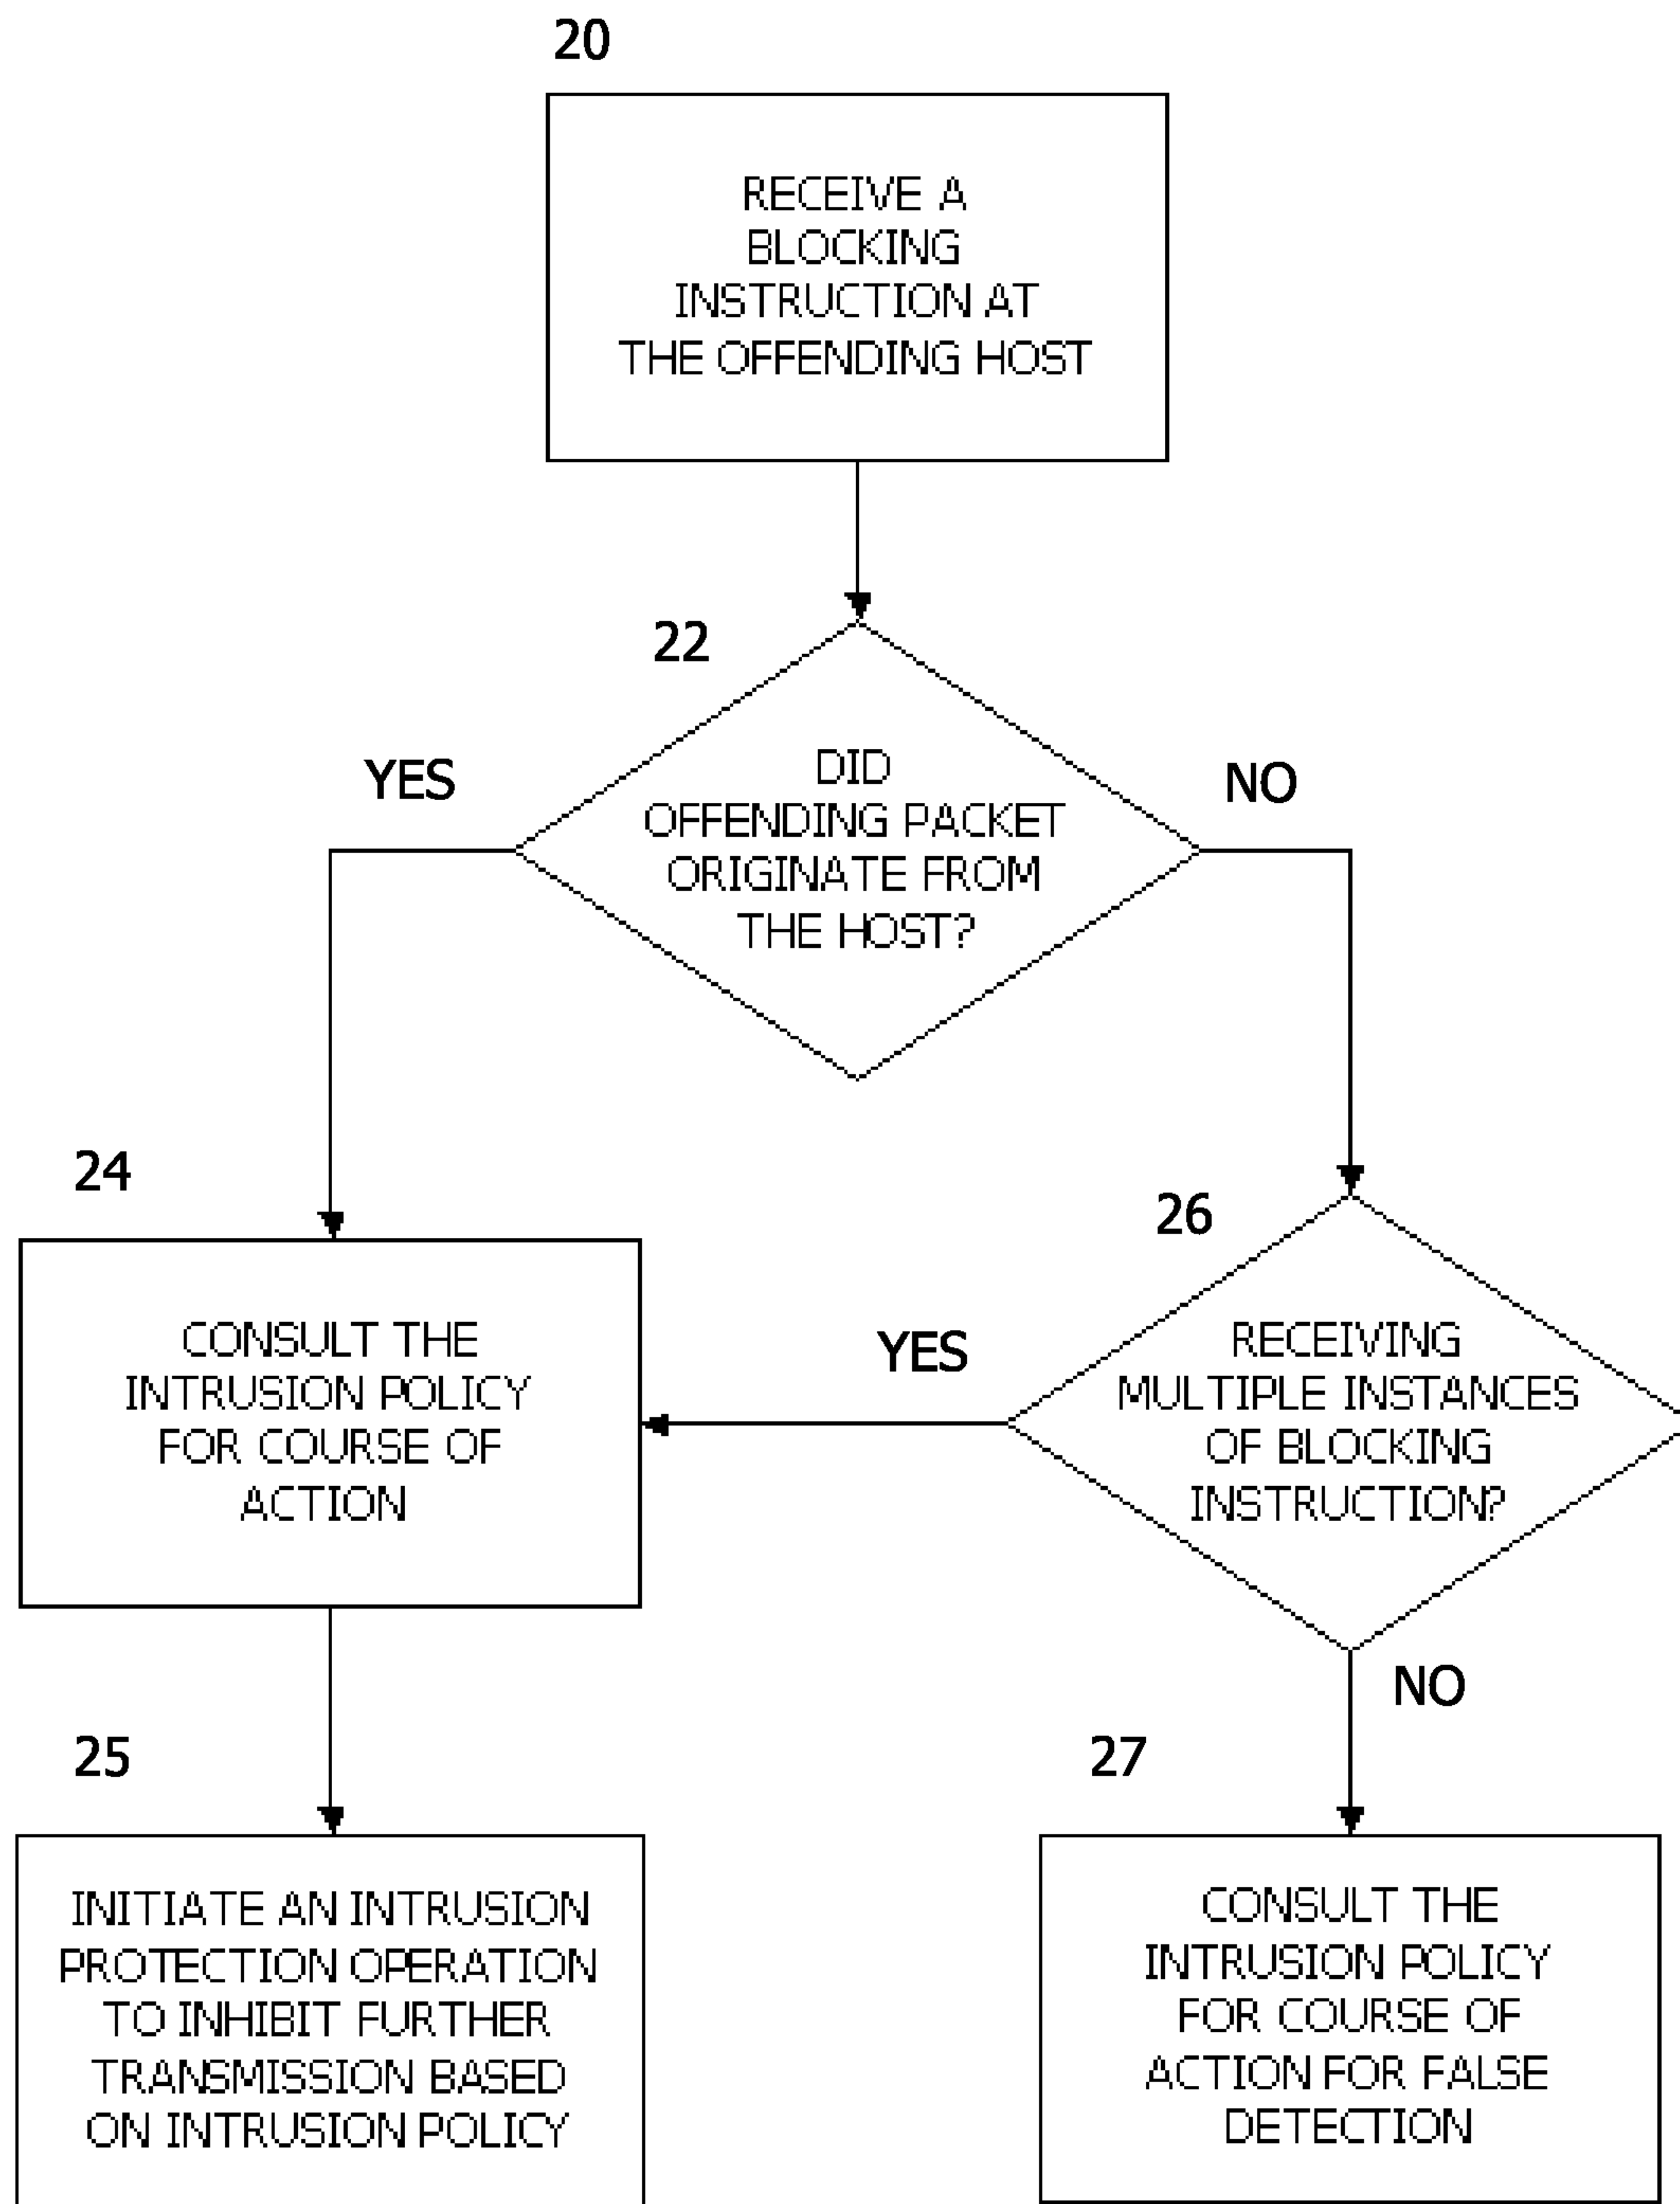 20
RECEIVE A
BLOCKING
INSTRUCTION AT
THE OFFENDING HOST
22
YES
NO
DID
OFFENDING PACKET
ORIGINATE FROM
THE HOST?
24
26
CONSULT THE
INTRUSION POLICY
FOR COURSE OF
ACTION
YES
RECEIVING
MULTIPLE INSTANCES
OF BLOCKING
INSTRUCTION?
NO
25
27
INITIATE AN INTRUSION
PROTECTION OPERATION
TO INHIBIT FURTHER
TRANSMISSION BASED
ON INTRUSION POLICY
CONSULT THE
INTRUSION POLICY
FOR COURSE OF
ACTION FOR FALSE
DETECTION